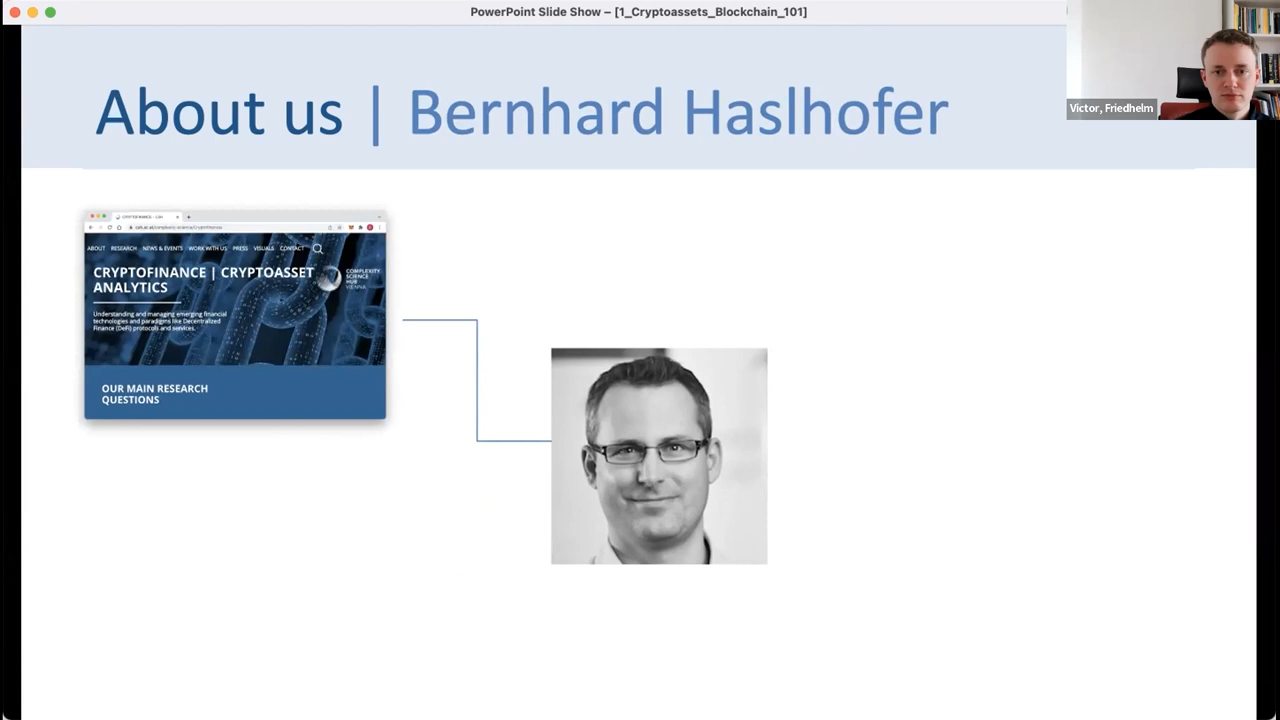 PowerPoint Slide Show – [1_Cryptoassets_Blockchain_101]
Victor, Friedhelm
About us | Bernhard Haslhofer
CRYPTOFINANCE - CSH
ABOUT RESEARCH NEWS & EVENTS WORK WITH US PRESS VISUALS CONTACT
CRYPTOFINANCE | CRYPTOASSET
ANALYTICS
COMPLEXITY
SCIENCE
HUB
VIENNA
Understanding and managing emerging financial
technologies and paradigms like Decentralized
Finance (DeFi) protocols and services.
OUR MAIN RESEARCH
QUESTIONS